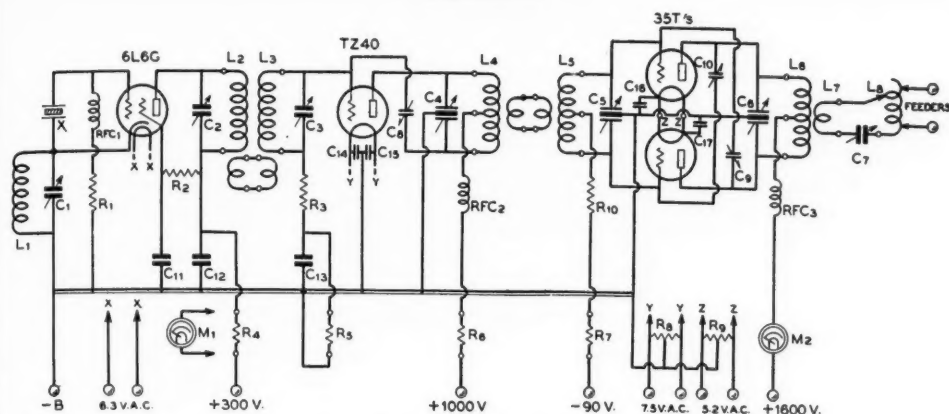 6L6G L2 L3 TZ40 L4 L5 35T's L6 L7 L8
X RFC1 C2 C3 C8 C4 C5 C16 C10 C6 FEEDERS
X X R2 C14 C15 Z Z C17 C7
C1 R1 Y Y C9
L1 R3 RFC2 R10 RFC3
C11 C12 C13
X X M1 R4 R5 R6 R7 Y Y Z Z M2
R8 R9
-B 6.3 V.A.C. +300 V. +1000 V -90 V. 7.5 V.A.C. 5.2 V.A.C. +1600 V.